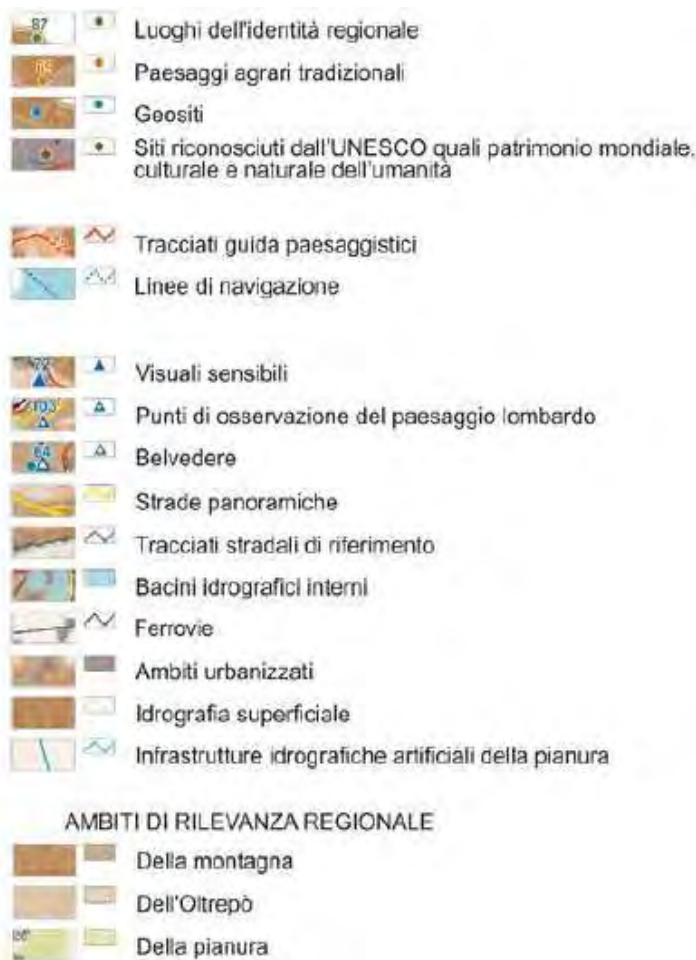 87
Luoghi dell'identità regionale
Paesaggi agrari tradizionali
Geositi
Siti riconosciuti dall'UNESCO quali patrimonio mondiale,
culturale e naturale dell'umanità
Tracciati guida paesaggistici
Linee di navigazione
Visuali sensibili
103
Punti di osservazione del paesaggio lombardo
64
Belvedere
Strade panoramiche
Tracciati stradali di riferimento
Bacini idrografici interni
Ferrovie
Ambiti urbanizzati
Idrografia superficiale
Infrastrutture idrografiche artificiali della pianura
AMBITI DI RILEVANZA REGIONALE
Della montagna
Dell'Oltrepò
Della pianura